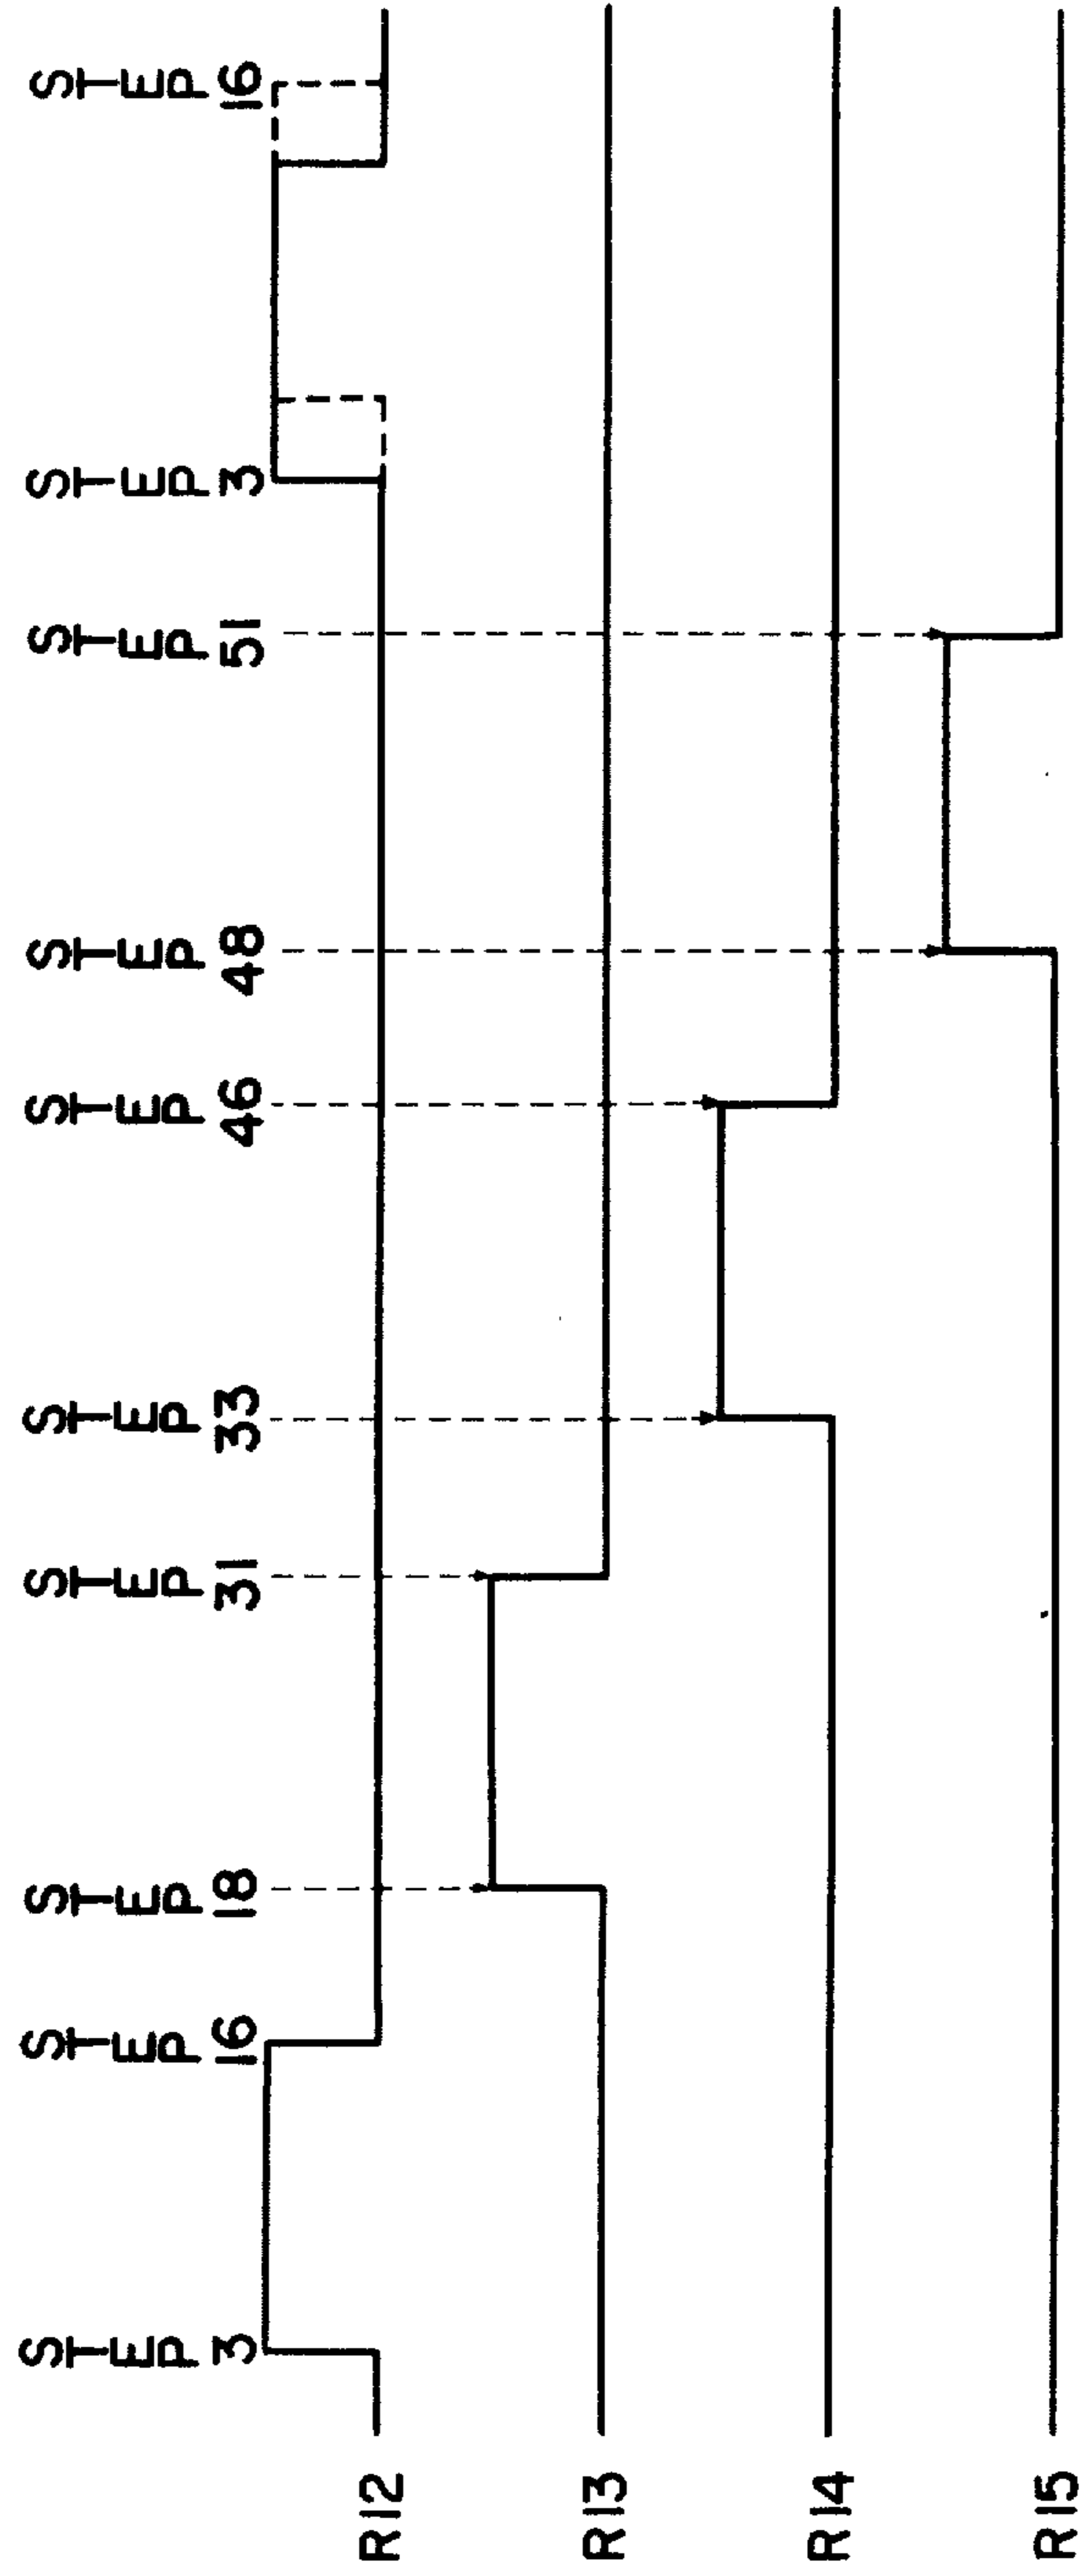 STEP 3
STEP 16
STEP 18
STEP 31
STEP 33
STEP 46
STEP 48
STEP 51
STEP 3
STEP 16
R12
R13
R14
R15